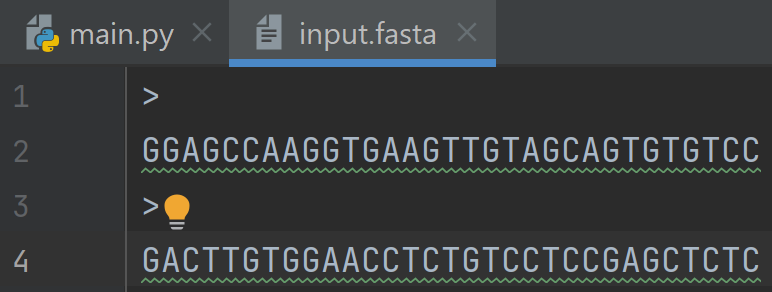 main.py input.fasta
1 >
2 GGAGCCAAGGTGAAGTTGTAGCAGTGTGTCC
3 >
4 GACTTGTGGAACCTCTGTCCTCCGAGCTCTC